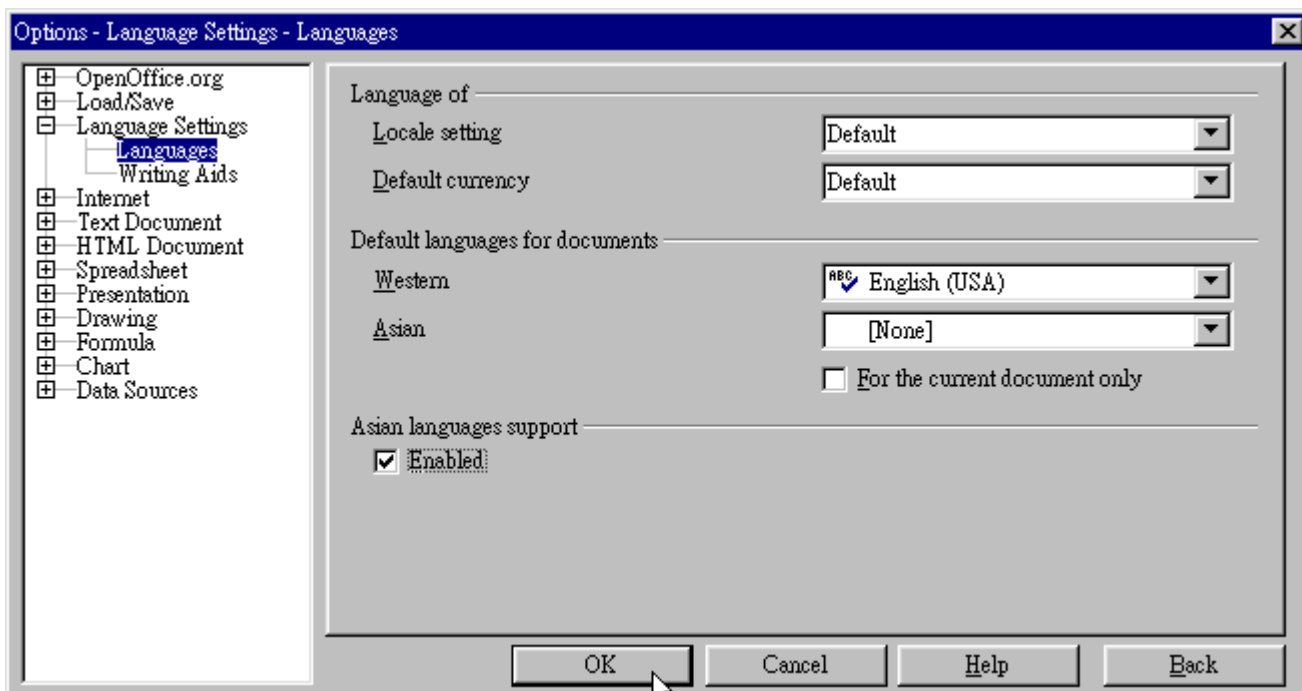 Options - Language Settings - Languages
OpenOffice.org
Load/Save
Language Settings
Languages
Writing Aids
Internet
Text Document
HTML Document
Spreadsheet
Presentation
Drawing
Formula
Chart
Data Sources
Language of
Locale setting Default
Default currency Default
Default languages for documents
Western ABC English (USA)
Asian [None]
For the current document only
Asian languages support
Enabled
OK Cancel Help Back